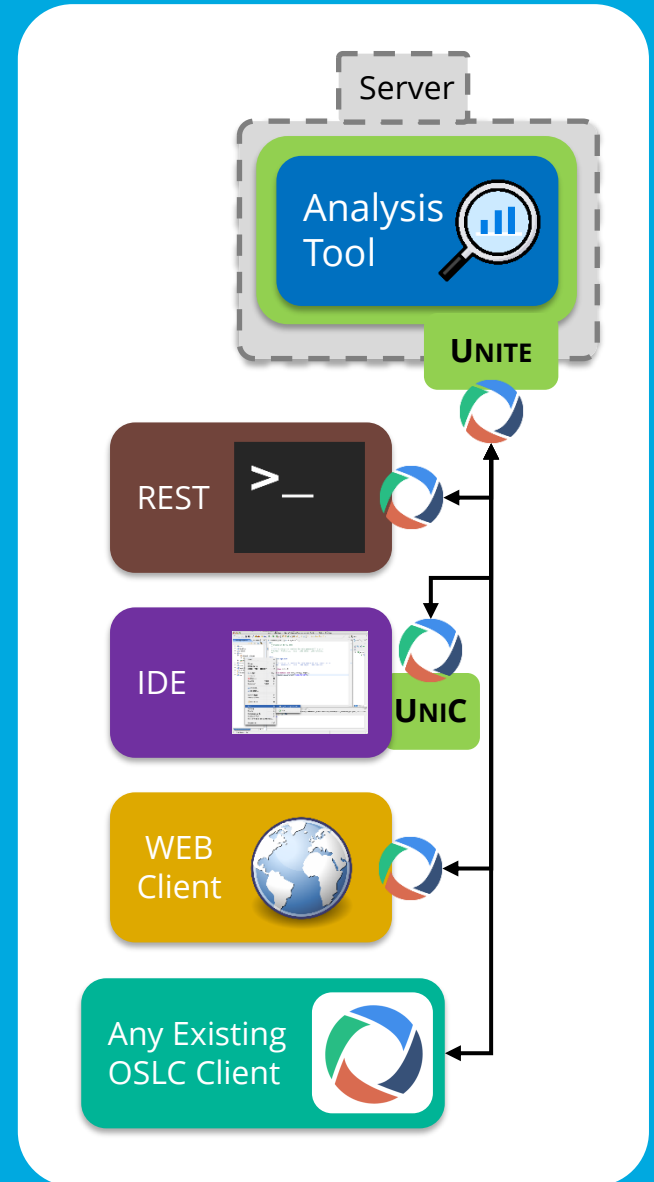 Server
Analysis
Tool
UNITE
REST
>_
IDE
UNIC
WEB
Client
Any Existing
OSLC Client